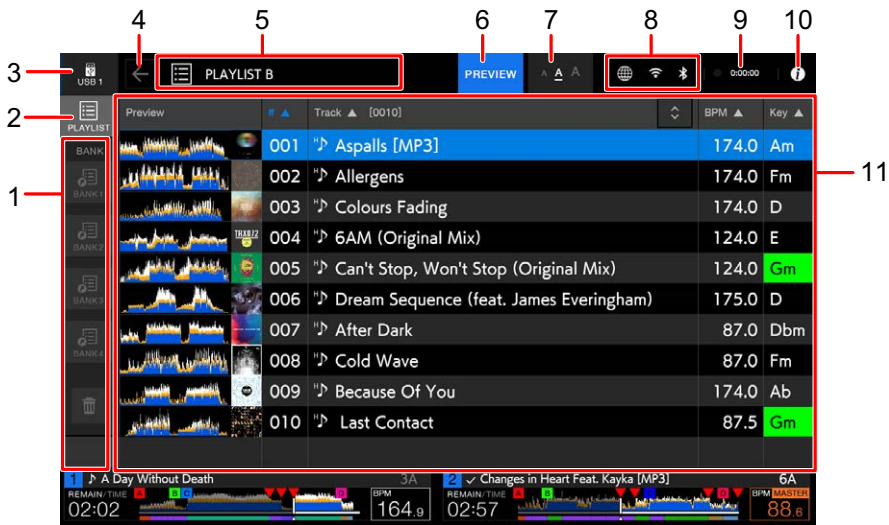 4 5 6 7 8 9 10
3 2 1 11
USB 1
PLAYLIST B
PREVIEW
A A A
0:00:00
i
PLAYLIST
Preview # ▲ Track ▲ [0010] BPM ▲ Key ▲
BANK
BANK1
BANK2
BANK3
BANK4
001 Aspalls [MP3] 174.0 Am
002 Allergens 174.0 Fm
003 Colours Fading 174.0 D
THXB!2
004 6AM (Original Mix) 124.0 E
005 Can't Stop, Won't Stop (Original Mix) 124.0 Gm
006 Dream Sequence (feat. James Everingham) 175.0 D
007 After Dark 87.0 Dbm
008 Cold Wave 87.0 Fm
009 Because Of You 174.0 Ab
010 Last Contact 87.5 Gm
1 A Day Without Death 3A
REMAIN/TIME A B C D BPM
02:02 164.9
2 ✓ Changes in Heart Feat. Kayka [MP3] 6A
REMAIN/TIME A B D BPM MASTER
02:57 88.6